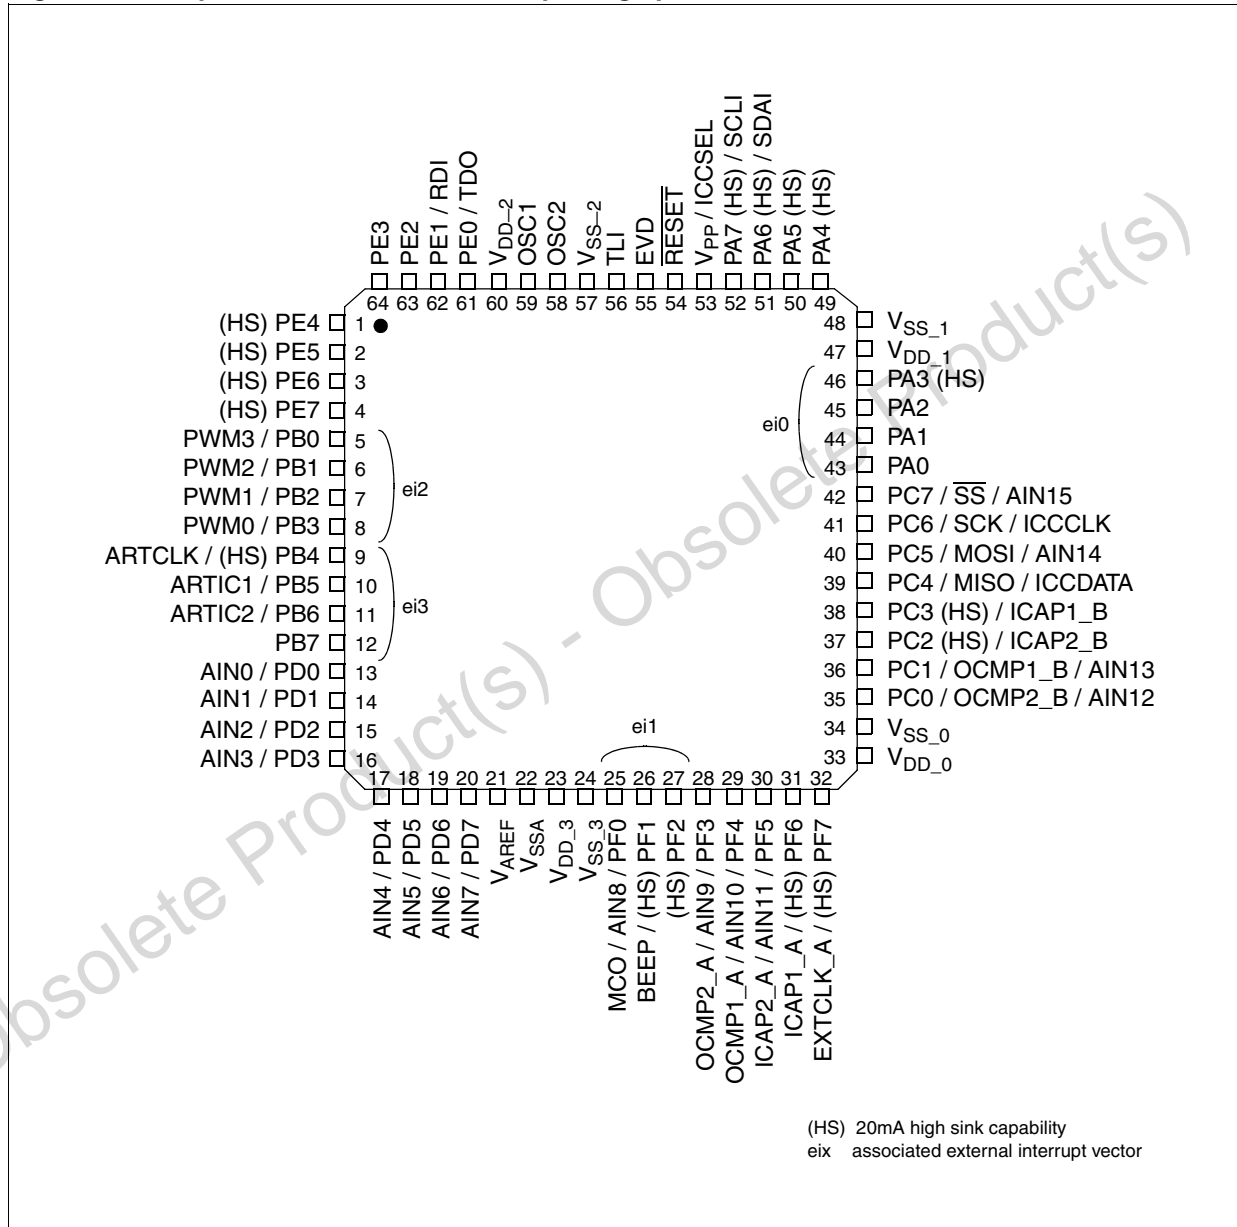 PE3
PE2
PE1 / RDI
PE0 / TDO
VDD_2
OSC1
OSC2
VSS_2
TLI
EVD
RESET
VPP / ICCSEL
PA7 (HS) / SCLI
PA6 (HS) / SDAI
PA5 (HS)
PA4 (HS)
64 63 62 61 60 59 58 57 56 55 54 53 52 51 50 49
(HS) PE4 1
(HS) PE5 2
(HS) PE6 3
(HS) PE7 4
PWM3 / PB0 5
PWM2 / PB1 6
PWM1 / PB2 7
PWM0 / PB3 8
ei2
ARTCLK / (HS) PB4 9
ARTIC1 / PB5 10
ARTIC2 / PB6 11
PB7 12
ei3
AIN0 / PD0 13
AIN1 / PD1 14
AIN2 / PD2 15
AIN3 / PD3 16
48 VSS_1
47 VDD_1
46 PA3 (HS)
45 PA2
44 PA1
43 PA0
ei0
42 PC7 / SS / AIN15
41 PC6 / SCK / ICCCLK
40 PC5 / MOSI / AIN14
39 PC4 / MISO / ICCDATA
38 PC3 (HS) / ICAP1_B
37 PC2 (HS) / ICAP2_B
36 PC1 / OCMP1_B / AIN13
35 PC0 / OCMP2_B / AIN12
34 VSS_0
33 VDD_0
ei1
17 18 19 20 21 22 23 24 25 26 27 28 29 30 31 32
AIN4 / PD4
AIN5 / PD5
AIN6 / PD6
AIN7 / PD7
VAREF
VSSA
VDD_3
VSS_3
MCO / AIN8 / PF0
BEEP / (HS) PF1
(HS) PF2
OCMP2_A / AIN9 / PF3
OCMP1_A / AIN10 / PF4
ICAP2_A / AIN11 / PF5
ICAP1_A / (HS) PF6
EXTCLK_A / (HS) PF7
(HS) 20mA high sink capability
eix associated external interrupt vector
Obsolete Product(s) - Obsolete Product(s)